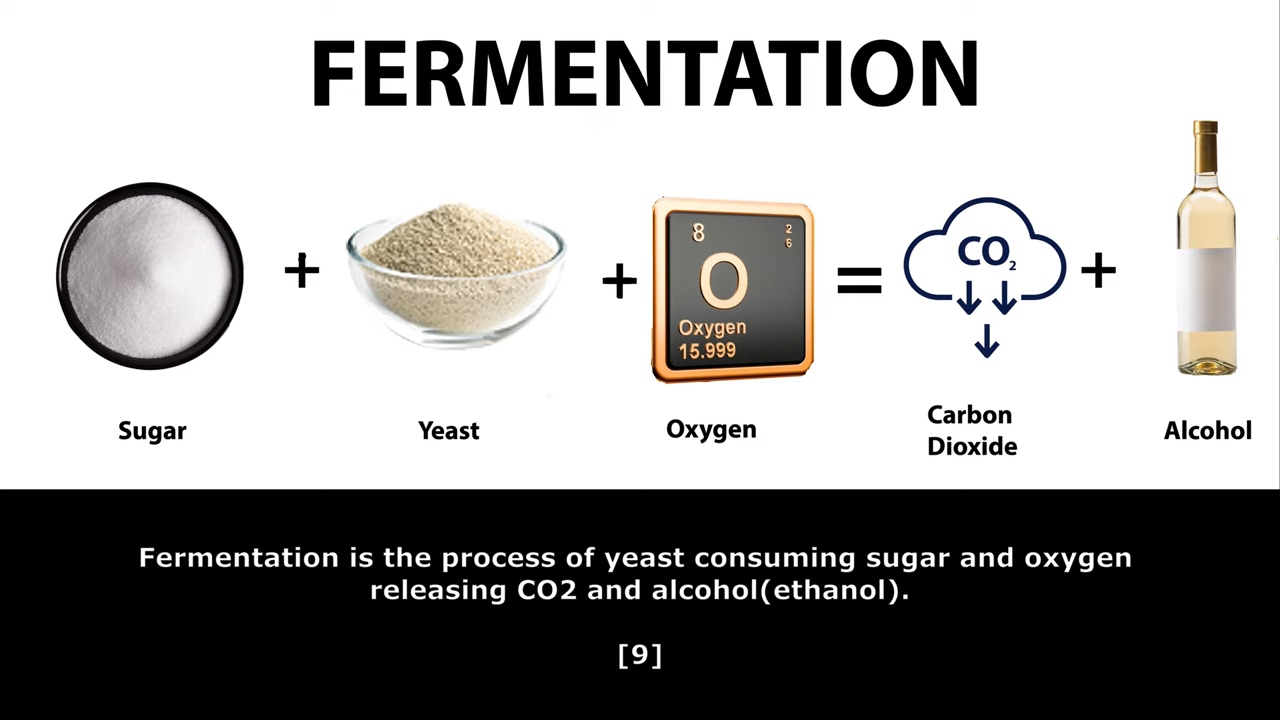 FERMENTATION
+
+
8
2
6
O
Oxygen
15.999
=
CO₂
+
Sugar
Yeast
Oxygen
Carbon
Dioxide
Alcohol
Fermentation is the process of yeast consuming sugar and oxygen
releasing CO2 and alcohol(ethanol).
[9]